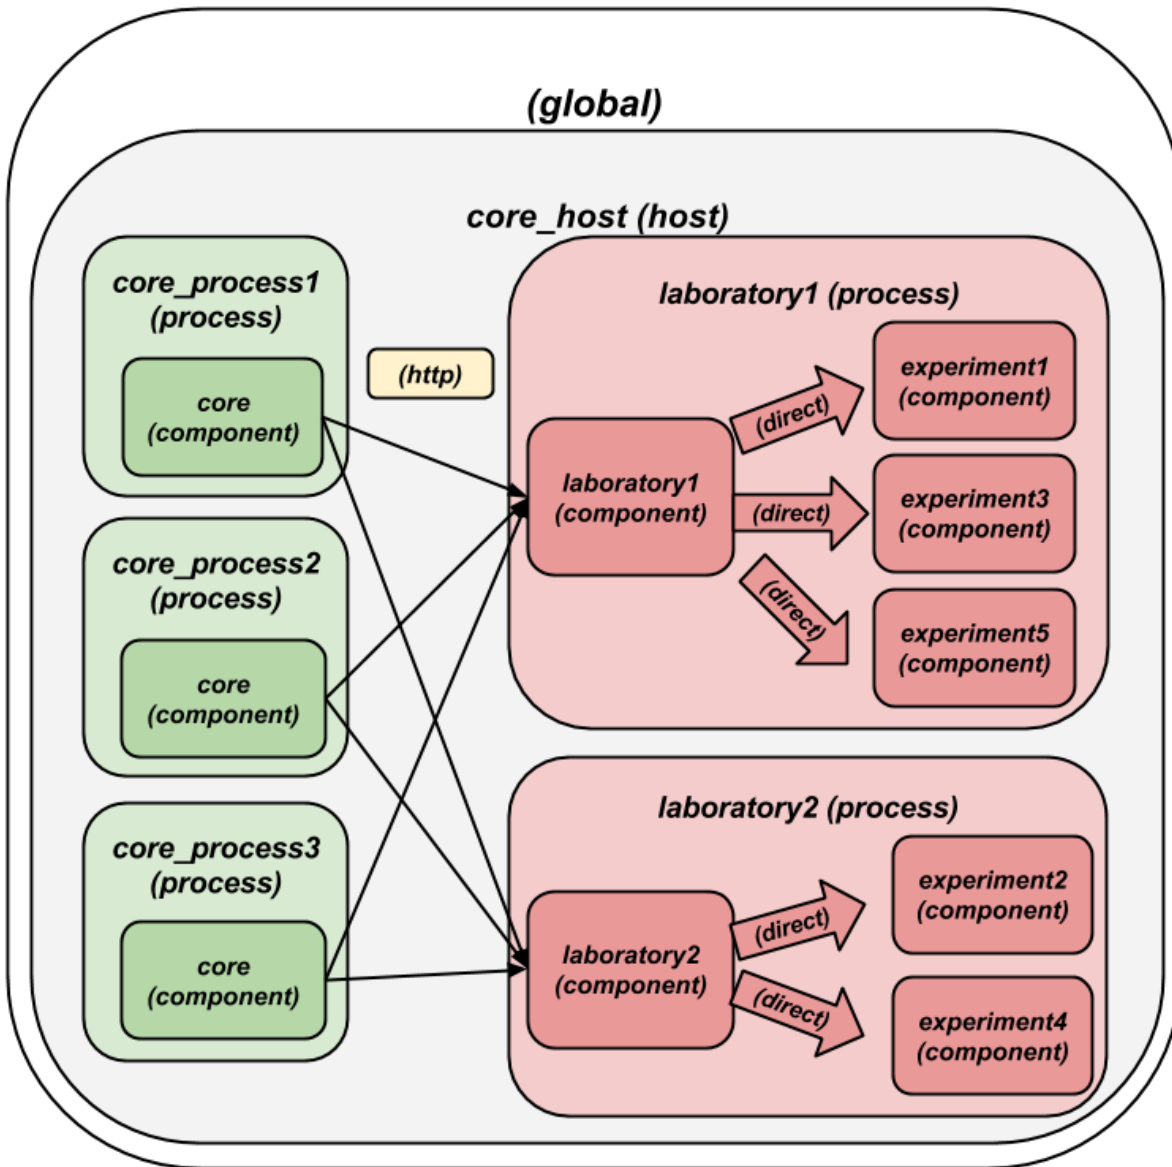 (global)
core_host (host)
core_process1
(process)
core
(component)
(http)
core_process2
(process)
core
(component)
core_process3
(process)
core
(component)
laboratory1 (process)
laboratory1
(component)
(direct)
experiment1
(component)
(direct)
experiment3
(component)
(direct)
experiment5
(component)
laboratory2 (process)
laboratory2
(component)
(direct)
experiment2
(component)
(direct)
experiment4
(component)